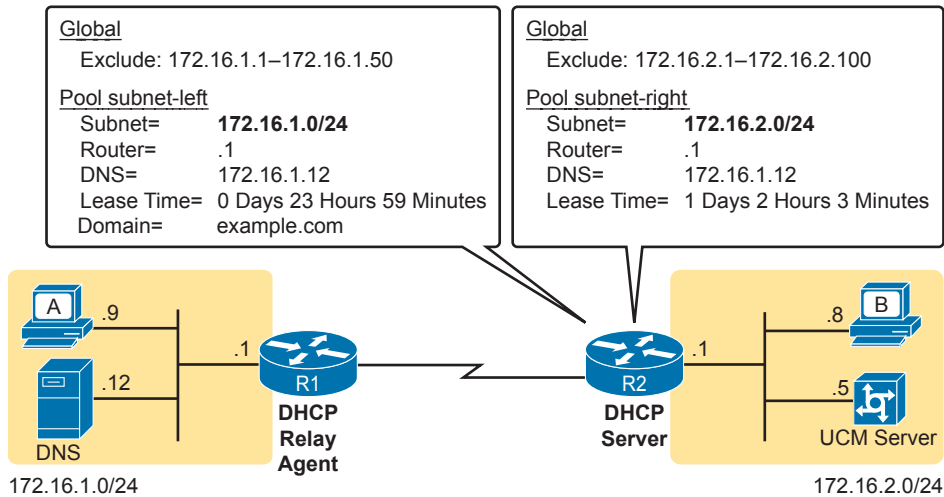 Global
Exclude: 172.16.1.1–172.16.1.50
Pool subnet-left
Subnet= 172.16.1.0/24
Router= .1
DNS= 172.16.1.12
Lease Time= 0 Days 23 Hours 59 Minutes
Domain= example.com
Global
Exclude: 172.16.2.1–172.16.2.100
Pool subnet-right
Subnet= 172.16.2.0/24
Router= .1
DNS= 172.16.1.12
Lease Time= 1 Days 2 Hours 3 Minutes
A
.9
.12
DNS
.1
R1
DHCP
Relay
Agent
R2
DHCP
Server
.1
.8
B
.5
UCM Server
172.16.1.0/24
172.16.2.0/24